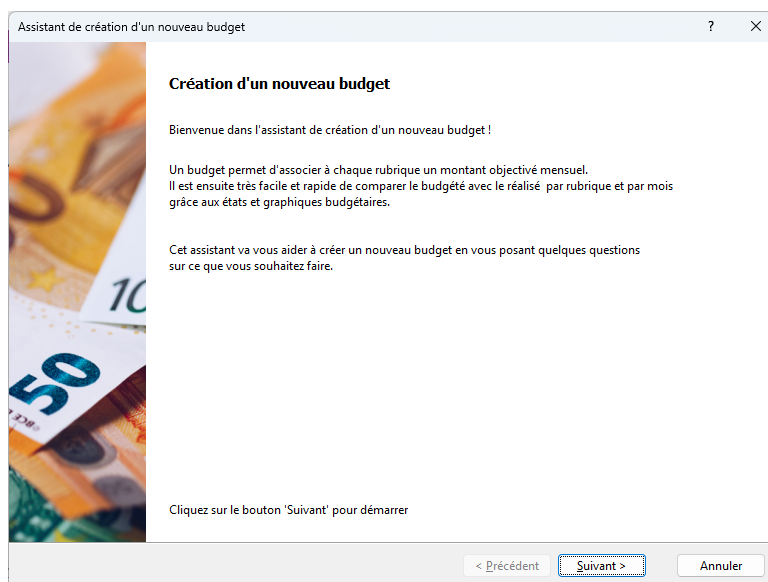 Assistant de création d'un nouveau budget
?
Création d'un nouveau budget
Bienvenue dans l'assistant de création d'un nouveau budget !
Un budget permet d'associer à chaque rubrique un montant objectivé mensuel.
Il est ensuite très facile et rapide de comparer le budgété avec le réalisé  par rubrique et par mois
grâce aux états et graphiques budgétaires.
Cet assistant va vous aider à créer un nouveau budget en vous posant quelques questions
sur ce que vous souhaitez faire.
10
50
BCE
Cliquez sur le bouton 'Suivant' pour démarrer
< Précédent
Suivant >
Annuler